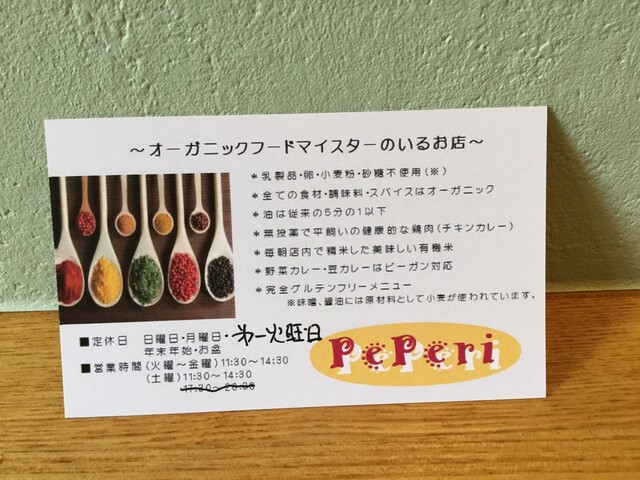 ～オーガニックフードマイスターのいるお店～
＊乳製品・卵・小麦粉・砂糖不使用(※)
＊全ての食材・調味料・スパイスはオーガニック
＊油は従来の5分の1以下
＊無投薬で平飼いの健康的な鶏肉(チキンカレー)
＊毎朝店内で精米した美味しい有機米
＊野菜カレー・豆カレーはビーガン対応
＊完全グルテンフリーメニュー
※味噌、醤油には原材料として小麦が使われています。
■定休日 日曜日・月曜日・第一火曜日
年末年始・お盆
■営業時間(火曜～金曜)11:30～14:30
(土曜)11:30～14:30
17:30～20:30
PePeri